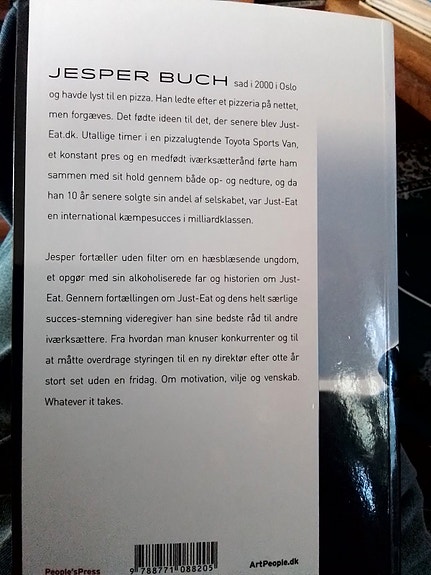 JESPER BUCH sad i 2000 i Oslo
og havde lyst til en pizza. Han ledte efter et pizzeria på nettet,
men forgæves. Det fødte ideen til det, der senere blev Just-
Eat.dk. Utallige timer i en pizzalugtende Toyota Sports Van,
et konstant pres og en medfødt iværksætterånd førte ham
sammen med sit hold gennem både op- og nedture, og da
han 10 år senere solgte sin andel af selskabet, var Just-Eat
en international kæmpesucces i milliardklassen.
Jesper fortæller uden filter om en hæsblæsende ungdom,
et opgør med sin alkoholiserede far og historien om Just-
Eat. Gennem fortællingen om Just-Eat og dens helt særlige
succes-stemning videregiver han sine bedste råd til andre
iværksættere. Fra hvordan man knuser konkurrenter og til
at måtte overdrage styringen til en ny direktør efter otte år
stort set uden en fridag. Om motivation, vilje og venskab.
Whatever it takes.
People'sPress
9 788771 088205
ArtPeople.dk